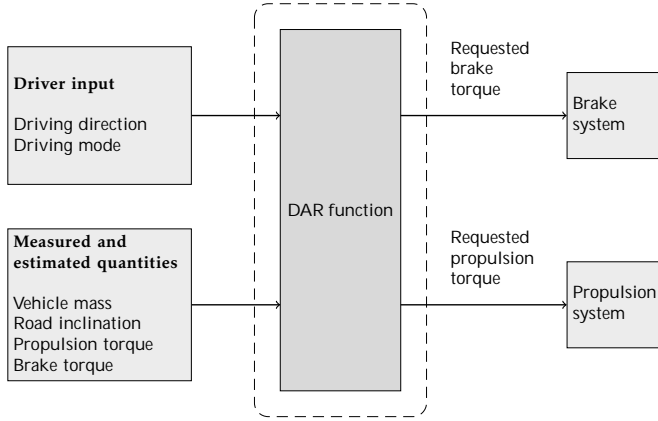 Driver input
Driving direction
Driving mode
Measured and
estimated quantities
Vehicle mass
Road inclination
Propulsion torque
Brake torque
DAR function
Requested
brake
torque
Requested
propulsion
torque
Brake
system
Propulsion
system